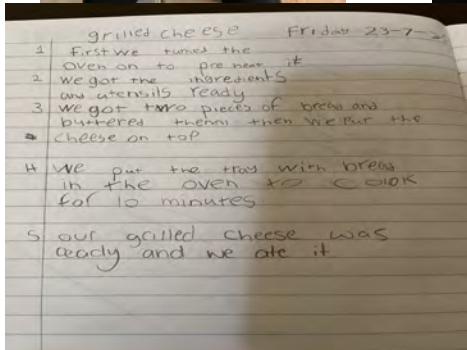 grilled cheese Friday 23-7-2
1 First we turned the
oven on to pre heat it
2 we got the ingredients
and utensils ready
3 we got two pieces of bread and
buttered them then we put the
cheese on top
4 We put the tray with bread
in the oven to cook
for 10 minutes
5 our grilled cheese was
ready and we ate it